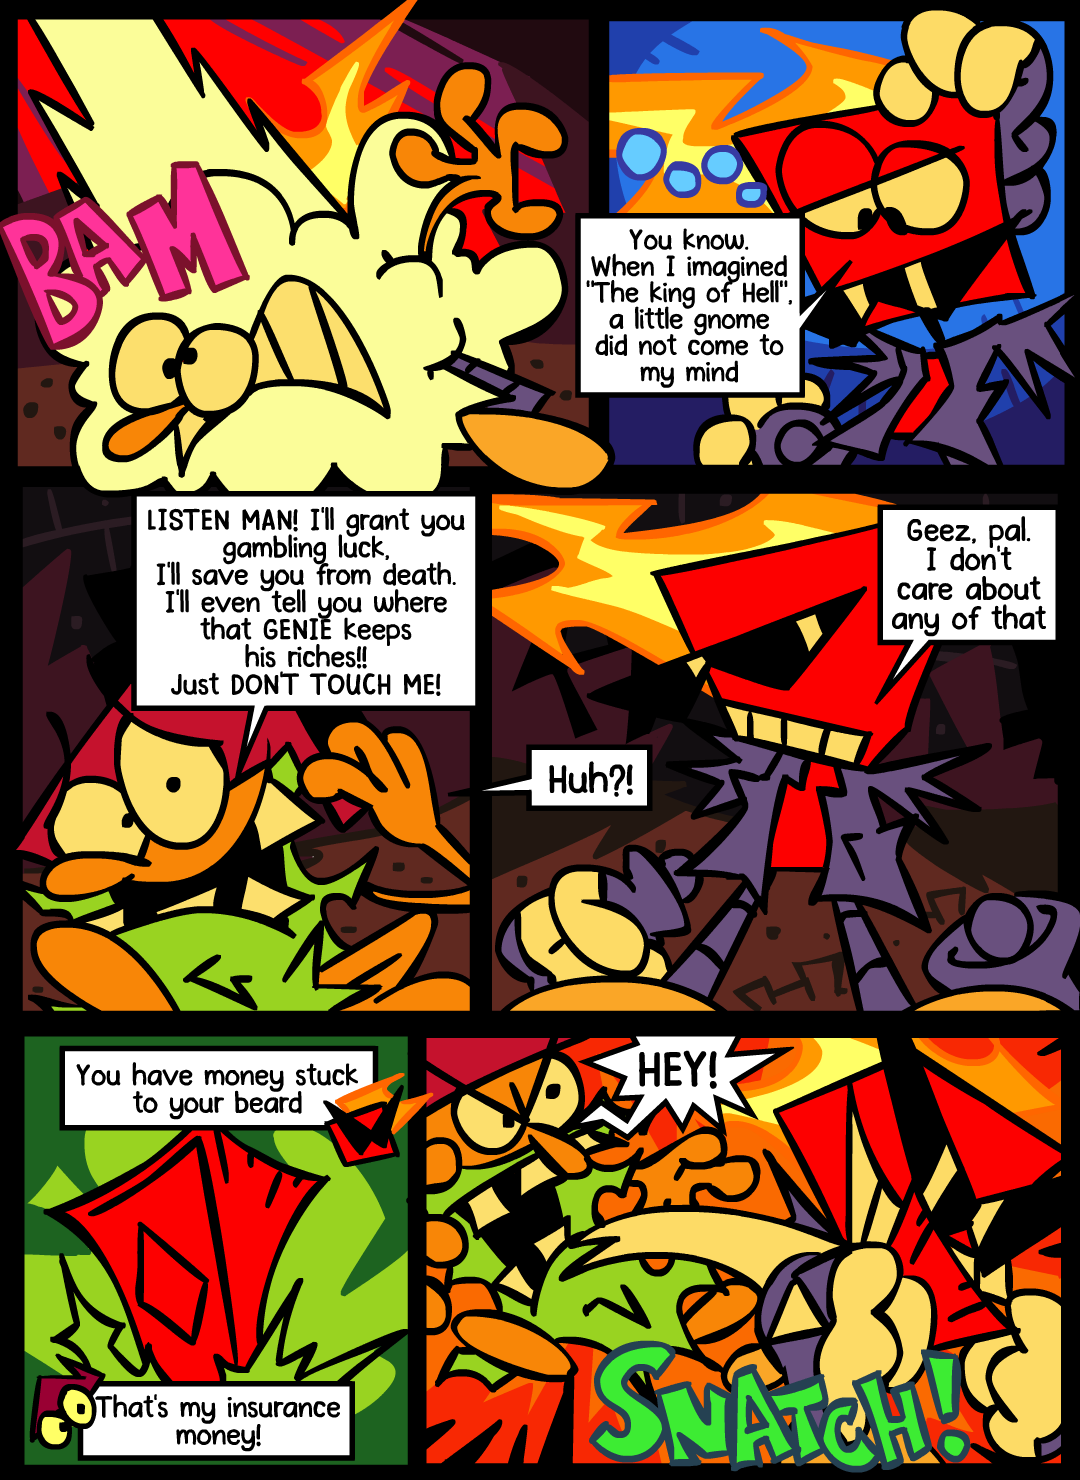 BAM
You know.
When I imagined
"The king of Hell",
a little gnome
did not come to
my mind
LISTEN MAN! I'll grant you
gambling luck,
I'll save you from death.
I'll even tell you where
that GENIE keeps
his riches!!
Just DON'T TOUCH ME!
Geez, pal.
I don't
care about
any of that
Huh?!
You have money stuck
to your beard
That's my insurance
money!
HEY!
SNATCH!